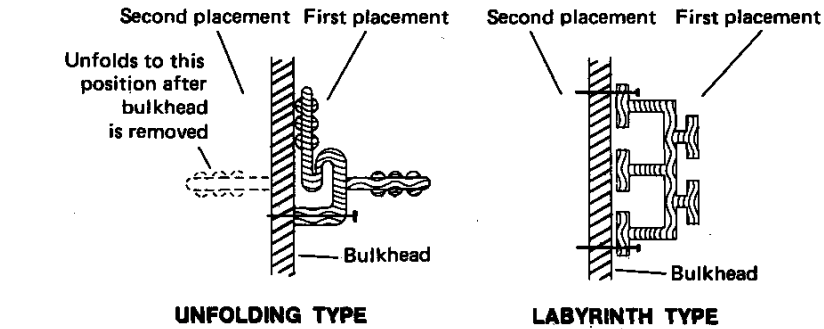 Second placement First placement
Unfolds to this
position after
bulkhead
is removed
Bulkhead
UNFOLDING TYPE
Second placement First placement
Bulkhead
LABYRINTH TYPE